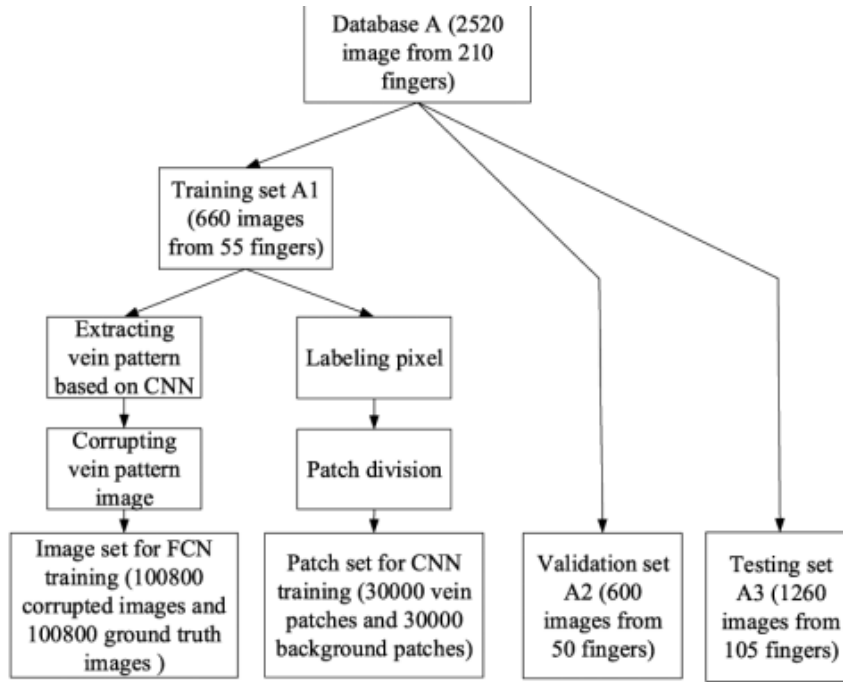 Database A (2520
image from 210
fingers)
Training set A1
(660 images
from 55 fingers)
Extracting
vein pattern
based on CNN
Labeling pixel
Corrupting
vein pattern
image
Patch division
Image set for FCN
training (100800
corrupted images and
100800 ground truth
images )
Patch set for CNN
training (30000 vein
patches and 30000
background patches)
Validation set
A2 (600
images from
50 fingers)
Testing set
A3 (1260
images from
105 fingers)